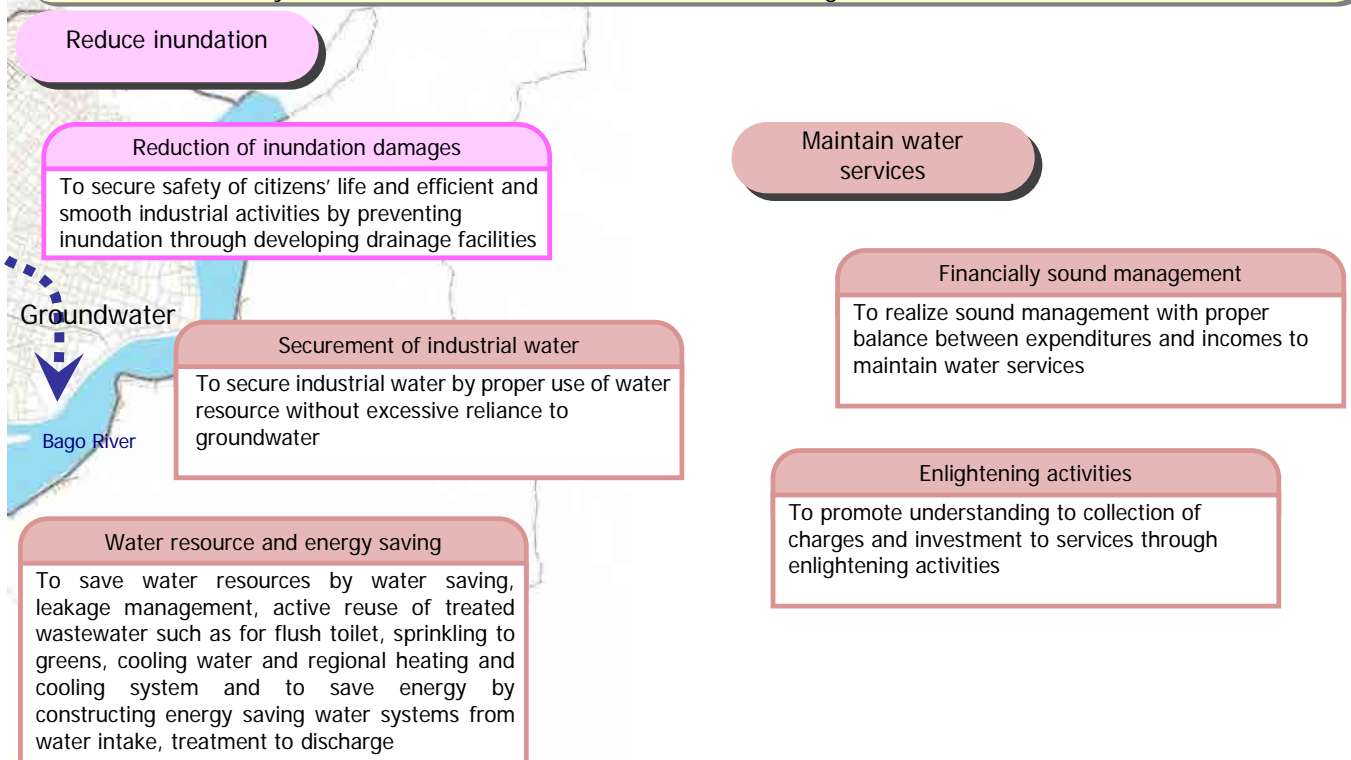 Reduce inundation
Reduction of inundation damages
To secure safety of citizens' life and efficient and
smooth industrial activities by preventing
inundation through developing drainage facilities
Maintain water
services
Financially sound management
To realize sound management with proper
balance between expenditures and incomes to
maintain water services
Groundwater
Securement of industrial water
To secure industrial water by proper use of water
resource without excessive reliance to
groundwater
Bago River
Enlightening activities
To promote understanding to collection of
charges and investment to services through
enlightening activities
Water resource and energy saving
To save water resources by water saving,
leakage management, active reuse of treated
wastewater such as for flush toilet, sprinkling to
greens, cooling water and regional heating and
cooling system and to save energy by
constructing energy saving water systems from
water intake, treatment to discharge